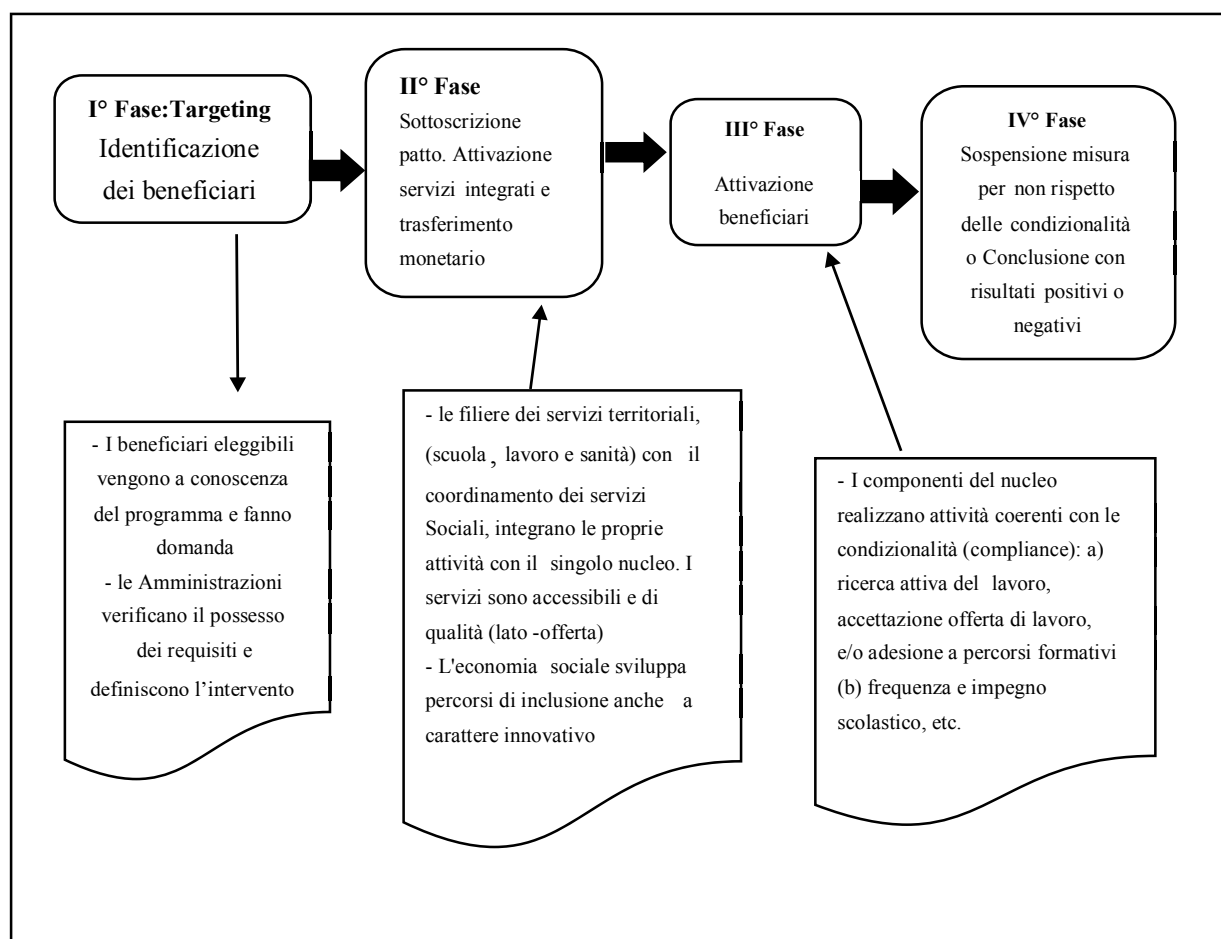 I° Fase:Targeting
Identificazione
dei beneficiari
II° Fase
Sottoscrizione
patto. Attivazione
servizi integrati e
trasferimento
monetario
III° Fase
Attivazione
beneficiari
IV° Fase
Sospensione misura
per non rispetto
delle condizionalità
o Conclusione con
risultati positivi o
negativi
- I beneficiari eleggibili
vengono a conoscenza
del programma e fanno
domanda
- le Amministrazioni
verificano il possesso
dei requisiti e
definiscono l’intervento
- le filiere dei servizi territoriali,
(scuola , lavoro e sanità) con il
coordinamento dei servizi
Sociali, integrano le proprie
attività con il singolo nucleo. I
servizi sono accessibili e di
qualità (lato -offerta)
- L'economia sociale sviluppa
percorsi di inclusione anche a
carattere innovativo
- I componenti del nucleo
realizzano attività coerenti con le
condizionalità (compliance): a)
ricerca attiva del lavoro,
accettazione offerta di lavoro,
e/o adesione a percorsi formativi
(b) frequenza e impegno
scolastico, etc.